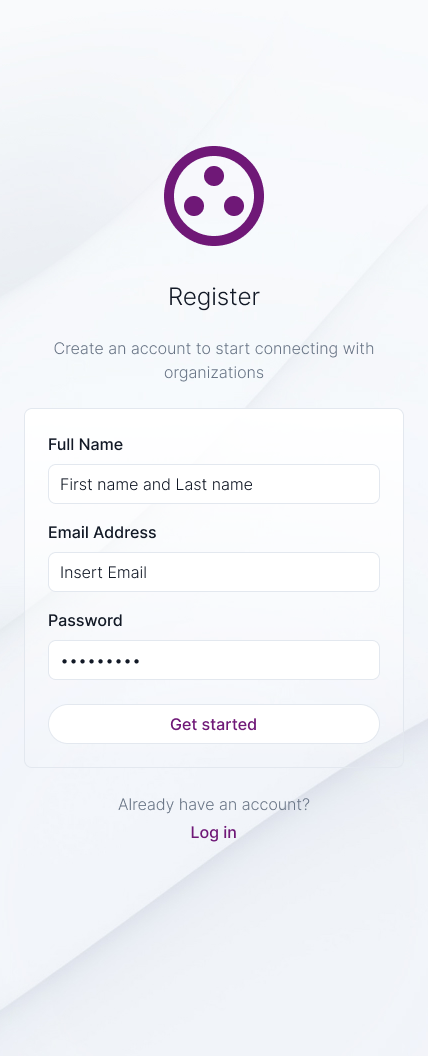 Register
Create an account to start connecting with
organizations
Full Name
First name and Last name
Email Address
Insert Email
Password
•••••••••
Get started
Already have an account?
Log in